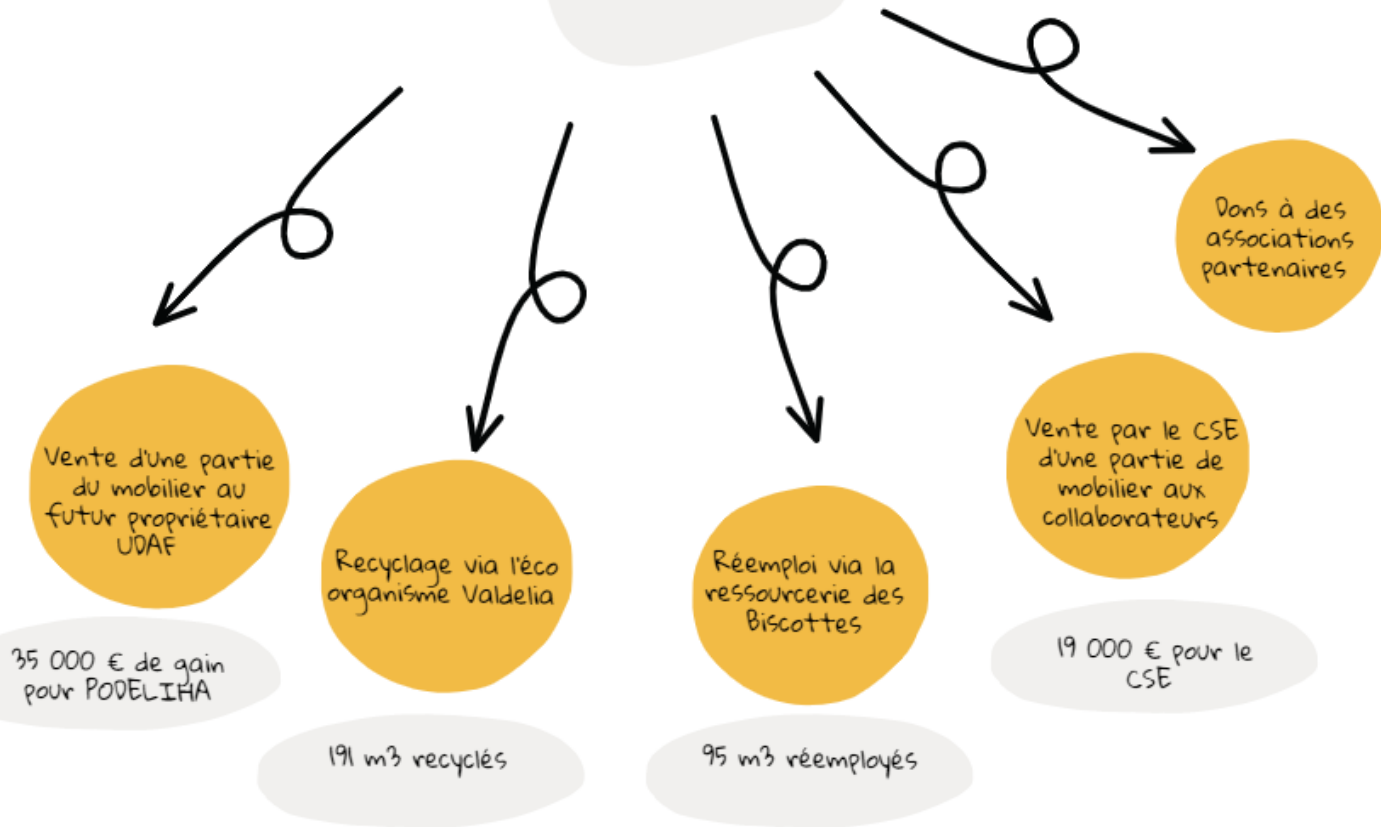 Dons à des
associations
partenaires
Vente d'une partie
du mobilier au
futur propriétaire
UDAF
35 000 € de gain
pour PODELIHA
Recyclage via l'éco
organisme Valdelia
191 m3 recyclés
Réemploi via la
ressourcerie des
Biscottes
95 m3 réemployés
Vente par le CSE
d'une partie de
mobilier aux
collaborateurs
19 000 € pour le
CSE